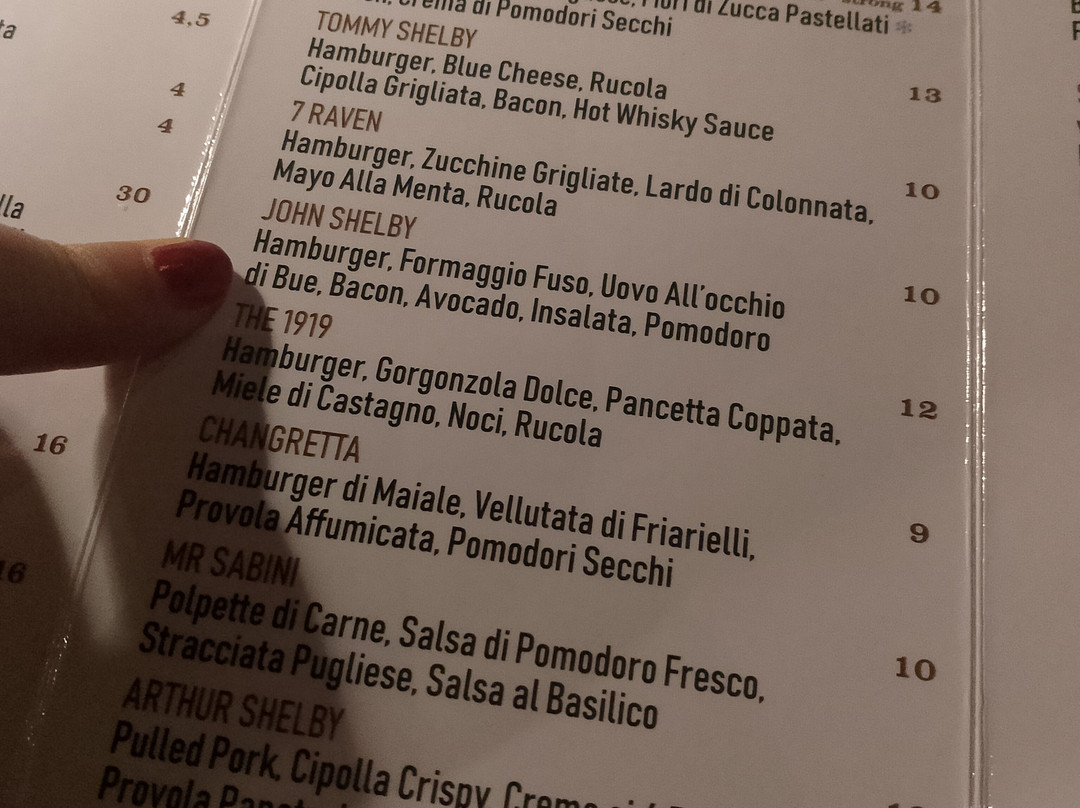 4,5
4
4
30
lla
16
16
strong 14
di Pomodori Secchi
di Zucca Pastellati
TOMMY SHELBY
Hamburger, Blue Cheese, Rucola 13
Cipolla Grigliata, Bacon, Hot Whisky Sauce
7 RAVEN
Hamburger, Zucchine Grigliate, Lardo di Colonnata, 10
Mayo Alla Menta, Rucola
JOHN SHELBY
Hamburger, Formaggio Fuso, Uovo All'occhio 10
di Bue, Bacon, Avocado, Insalata, Pomodoro
THE 1919
Hamburger, Gorgonzola Dolce, Pancetta Coppata, 12
Miele di Castagno, Noci, Rucola
CHANGRETTA
Hamburger di Maiale, Vellutata di Friarielli, 9
Provola Affumicata, Pomodori Secchi
MR SABINI
Polpette di Carne, Salsa di Pomodoro Fresco, 10
Stracciata Pugliese, Salsa al Basilico
ARTHUR SHELBY
Pulled Pork, Cipolla Crispy,
Provola